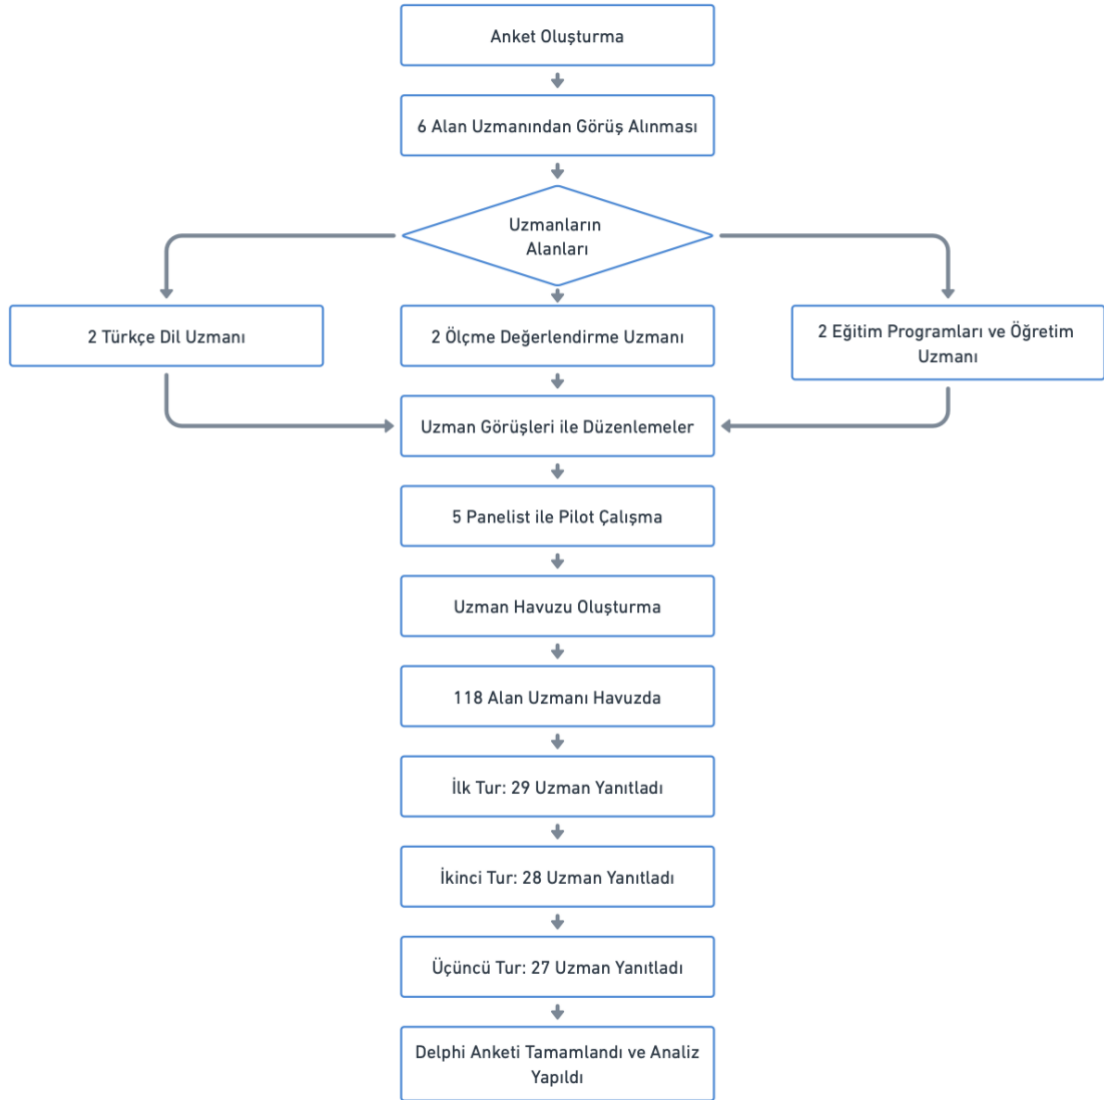 Anket Oluşturma
6 Alan Uzmanından Görüş Alınması
Uzmanların
Alanları
2 Türkçe Dil Uzmanı
2 Ölçme Değerlendirme Uzmanı
2 Eğitim Programları ve Öğretim
Uzmanı
Uzman Görüşleri ile Düzenlemeler
5 Panelist ile Pilot Çalışma
Uzman Havuzu Oluşturma
118 Alan Uzmanı Havuzda
İlk Tur: 29 Uzman Yanıtladı
İkinci Tur: 28 Uzman Yanıtladı
Üçüncü Tur: 27 Uzman Yanıtladı
Delphi Anketi Tamamlandı ve Analiz
Yapıldı